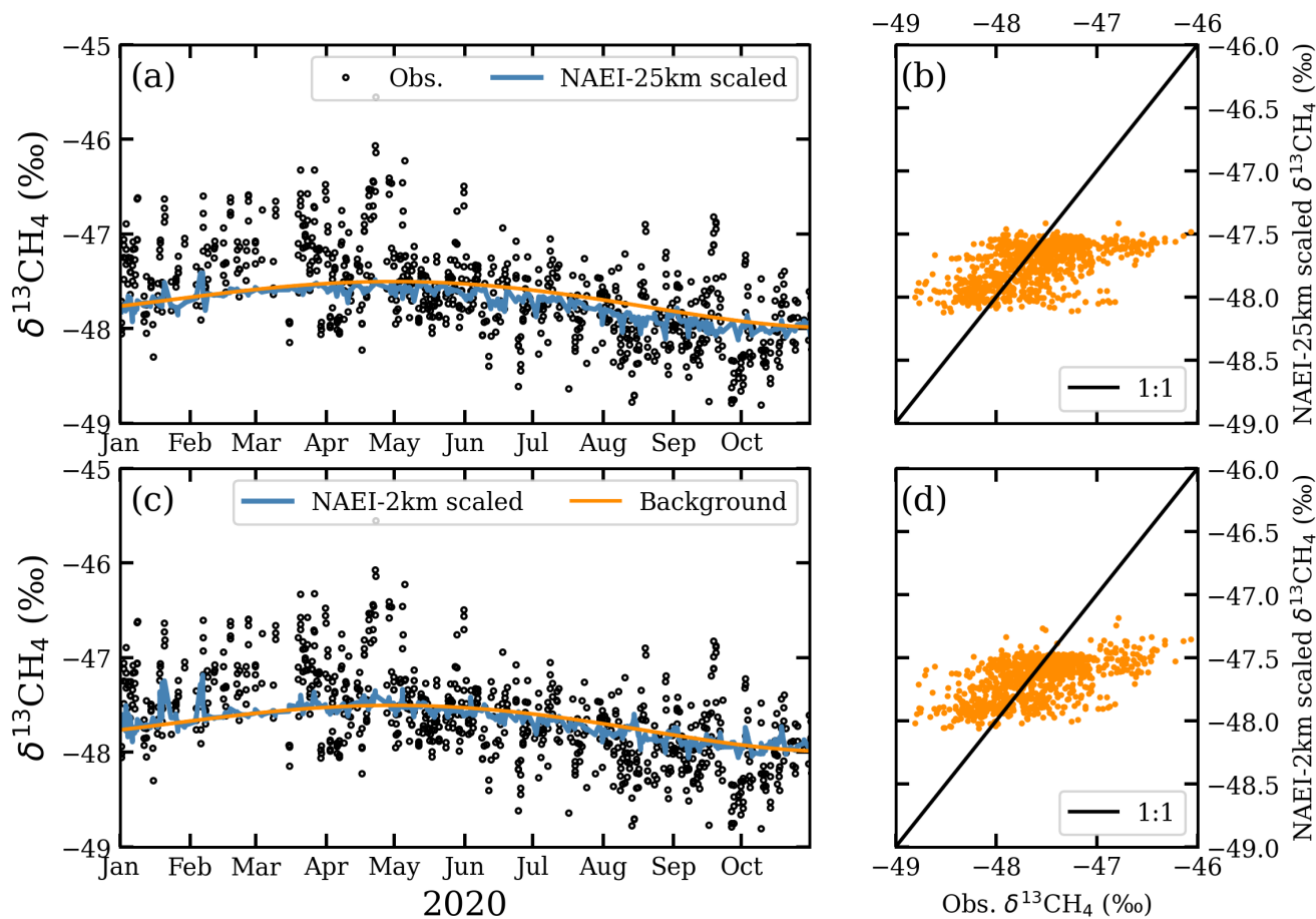 −49 −48 −47 −46
−45
−46
−47
−48
−49
δ¹³CH₄ (‰)
(a)
Obs. NAEI-25km scaled
Jan Feb Mar Apr May Jun Jul Aug Sep Oct
(b)
1:1
−46.0
−46.5
−47.0
−47.5
−48.0
−48.5
−49.0
NAEI-25km scaled δ¹³CH₄ (‰)
−45
−46
−47
−48
−49
δ¹³CH₄ (‰)
(c)
NAEI-2km scaled Background
Jan Feb Mar Apr May Jun Jul Aug Sep Oct
2020
(d)
1:1
−46.0
−46.5
−47.0
−47.5
−48.0
−48.5
−49.0
NAEI-2km scaled δ¹³CH₄ (‰)
−49 −48 −47 −46
Obs. δ¹³CH₄ (‰)